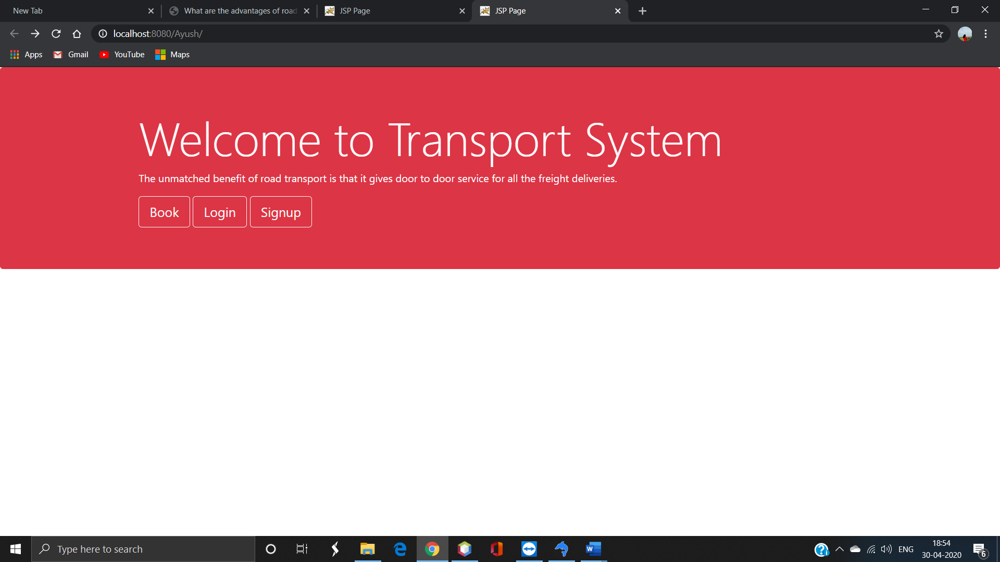 New Tab
What are the advantages of road
JSP Page
JSP Page
localhost:8080/Ayush/
Apps
Gmail
YouTube
Maps
Welcome to Transport System
The unmatched benefit of road transport is that it gives door to door service for all the freight deliveries.
Book
Login
Signup
Type here to search
W
ENG
18:54
30-04-2020
6